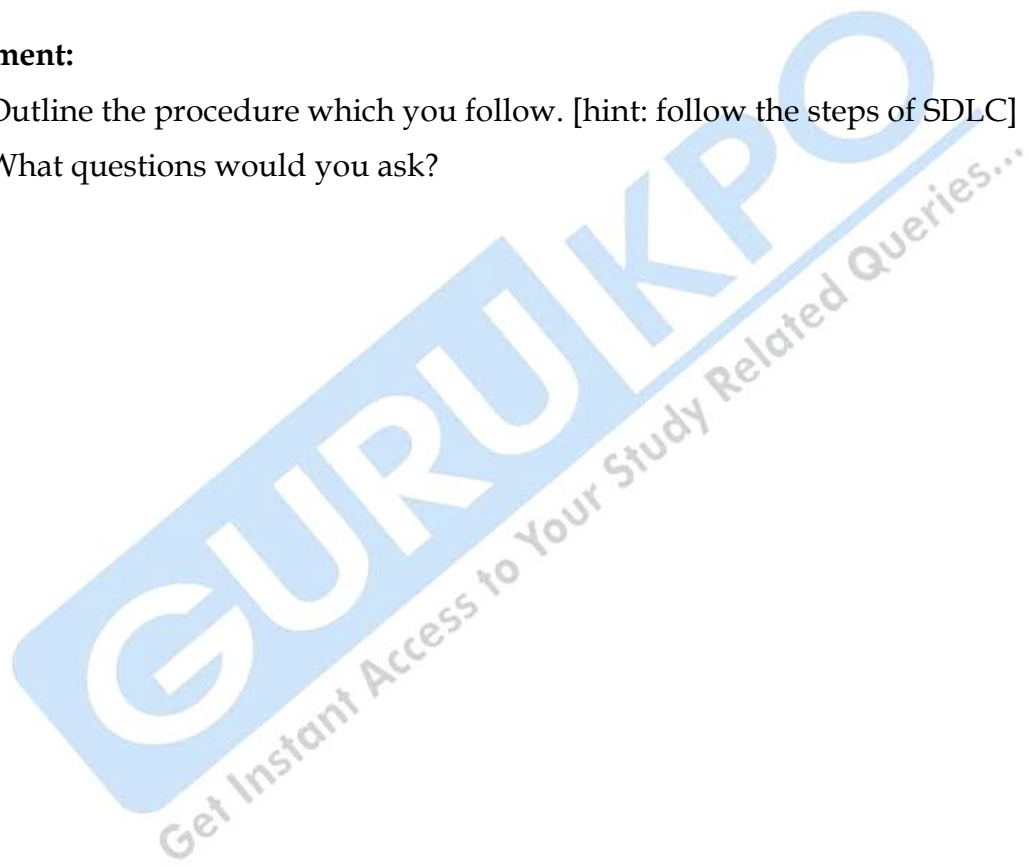 ment:
Outline the procedure which you follow. [hint: follow the steps of SDLC]
What questions would you ask?
GURUKPO
Get Instant Access to Your Study Related Queries...